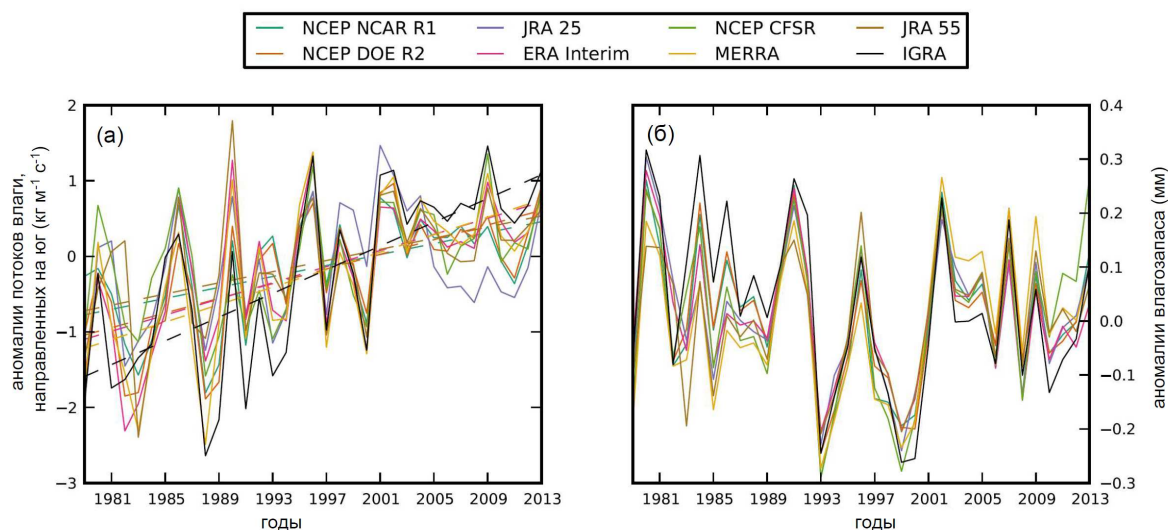 NCEP NCAR R1 JRA 25 NCEP CFSR JRA 55
NCEP DOE R2 ERA Interim MERRA IGRA
аномалии потоков влаги,
направленных на юг (кг м⁻¹ с⁻¹)
2
1
0
−1
−2
−3
(а)
1981 1985 1989 1993 1997 2001 2005 2009 2013
годы
(б)
1981 1985 1989 1993 1997 2001 2005 2009 2013
годы
0.4
0.3
0.2
0.1
0.0
−0.1
−0.2
−0.3
аномалии влагозапаса (мм)